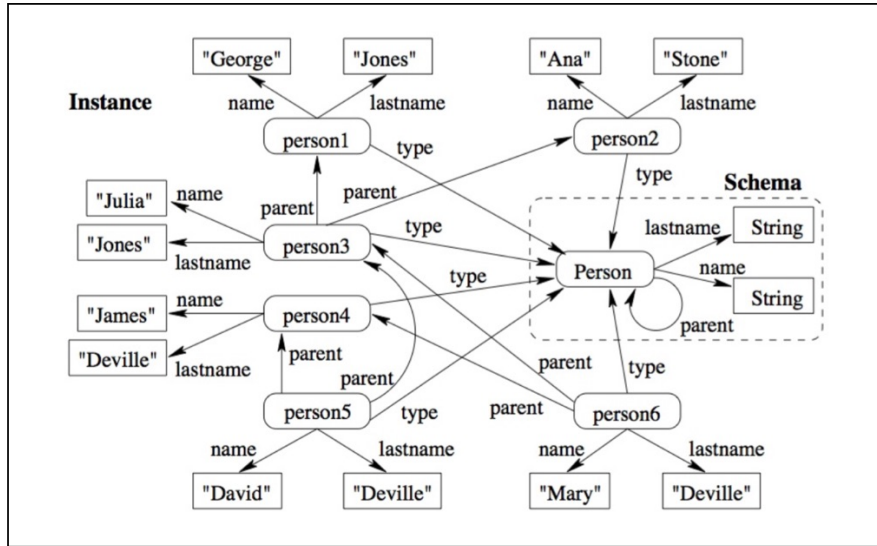 "George" "Jones" "Ana" "Stone"
Instance name lastname name lastname
person1 person2
type
type
Schema
"Julia" name parent parent
lastname String
"Jones" lastname person3 type
Person name String
type
"James" name person4
parent
"Deville" lastname parent
parent parent type
person5 type parent person6
name lastname name lastname
"David" "Deville" "Mary" "Deville"